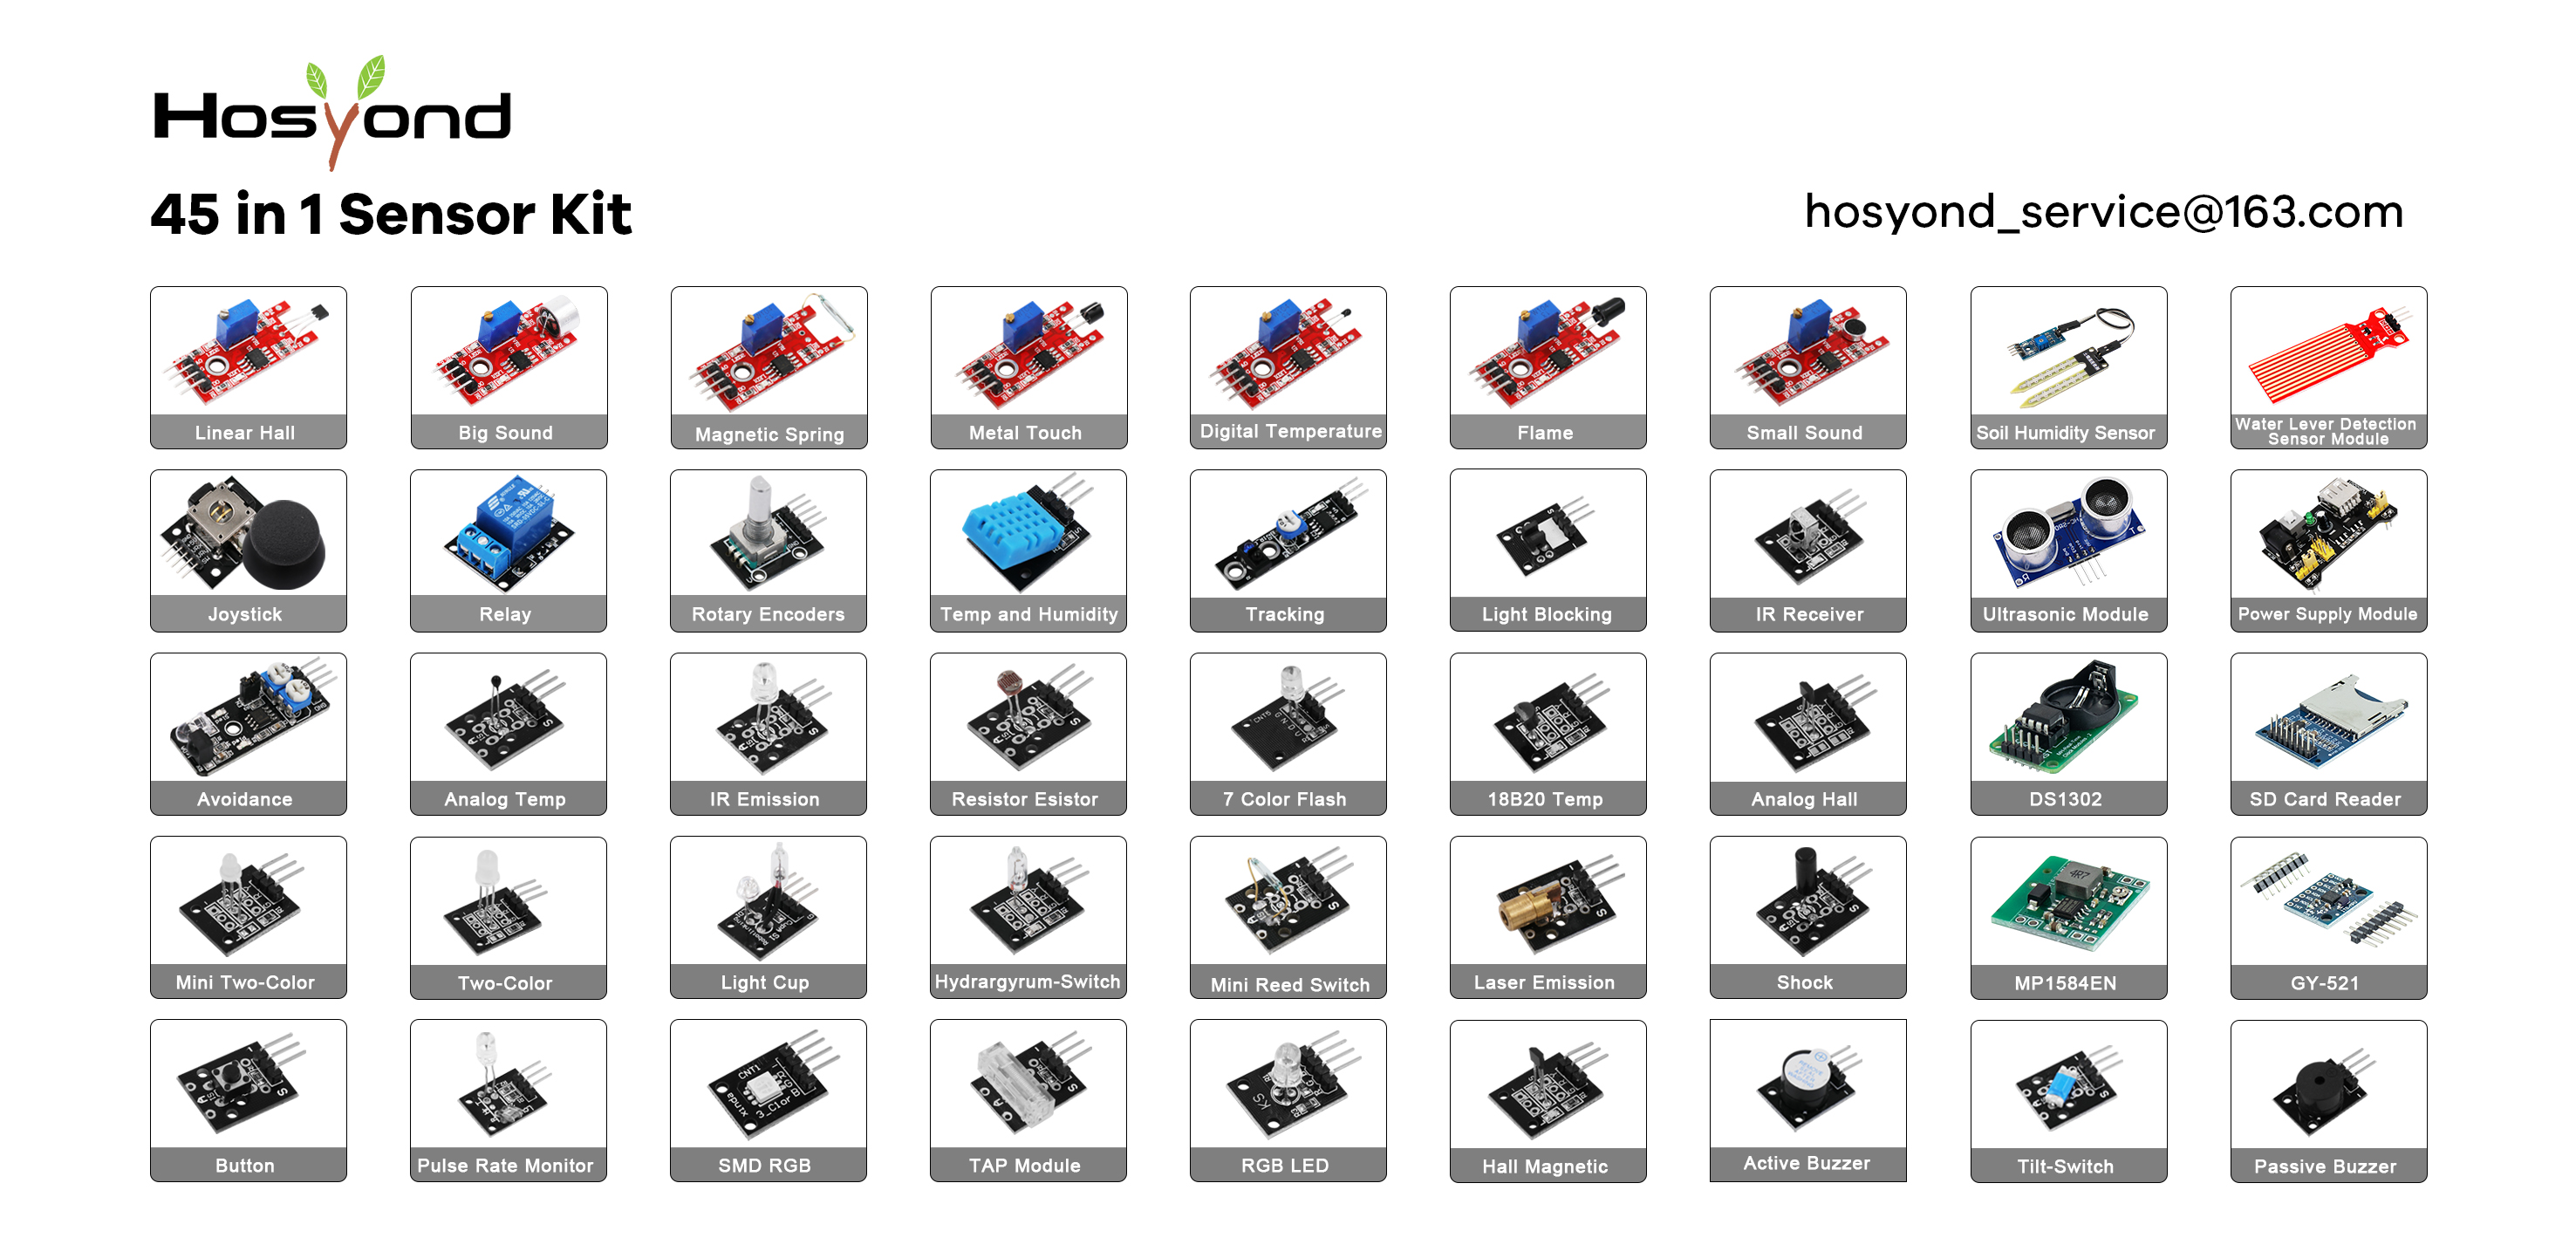 Hosyond
45 in 1 Sensor Kit
hosyond_service@163.com
Linear Hall
Big Sound
Magnetic Spring
Metal Touch
Digital Temperature
Flame
Small Sound
Soil Humidity Sensor
Water Lever Detection
Sensor Module
Joystick
Relay
Rotary Encoders
Temp and Humidity
Tracking
Light Blocking
IR Receiver
Ultrasonic Module
Power Supply Module
Avoidance
Analog Temp
IR Emission
Resistor Esistor
7 Color Flash
18B20 Temp
Analog Hall
DS1302
SD Card Reader
Mini Two-Color
Two-Color
Light Cup
Hydrargyrum-Switch
Mini Reed Switch
Laser Emission
Shock
4R7
MP1584EN
GY-521
Button
Pulse Rate Monitor
CNT1
xinda
3_Clor
SMD RGB
TAP Module
KS
RGB LED
Hall Magnetic
Active Buzzer
Tilt-Switch
Passive Buzzer